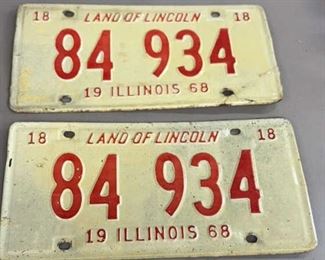 18 LAND OF LINCOLN 18
84 934
19 ILLINOIS 68
18 LAND OF LINCOLN 18
84 934
19 ILLINOIS 68